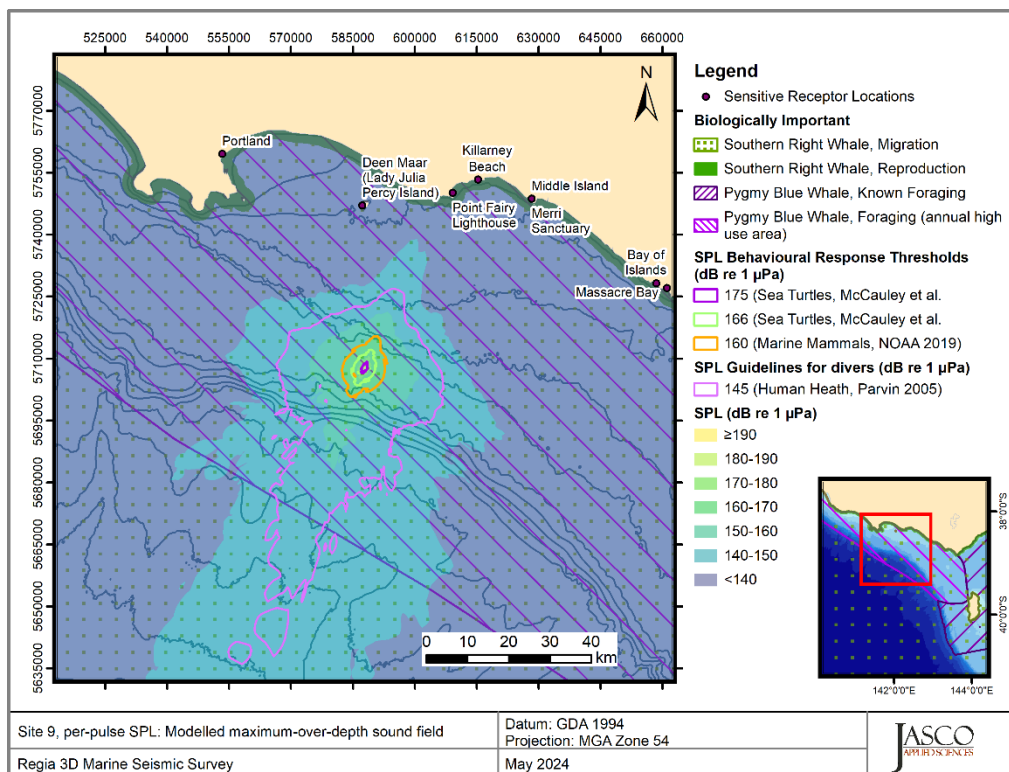 525000 540000 555000 570000 585000 600000 615000 630000 645000 660000
5770000
5755000
5740000
5725000
5710000
5695000
5680000
5665000
5650000
5635000
N
Portland
Deen Maar
(Lady Julia
Percy Island)
Killarney
Beach
Point Fairy
Lighthouse
Middle Island
Merri
Sanctuary
Bay of
Islands
Massacre Bay
0 10 20 30 40
km
Legend
Sensitive Receptor Locations
Biologically Important
Southern Right Whale, Migration
Southern Right Whale, Reproduction
Pygmy Blue Whale, Known Foraging
Pygmy Blue Whale, Foraging (annual high
use area)
SPL Behavioural Response Thresholds
(dB re 1 µPa)
175 (Sea Turtles, McCauley et al.
166 (Sea Turtles, McCauley et al.
160 (Marine Mammals, NOAA 2019)
SPL Guidelines for divers (dB re 1 µPa)
145 (Human Heath, Parvin 2005)
SPL (dB re 1 µPa)
≥190
180-190
170-180
160-170
150-160
140-150
<140
38°0'0"S
40°0'0"S
142°0'0"E 144°0'0"E
Site 9, per-pulse SPL: Modelled maximum-over-depth sound field
Datum: GDA 1994
Projection: MGA Zone 54
Regia 3D Marine Seismic Survey
May 2024
JASCO
APPLIED SCIENCES